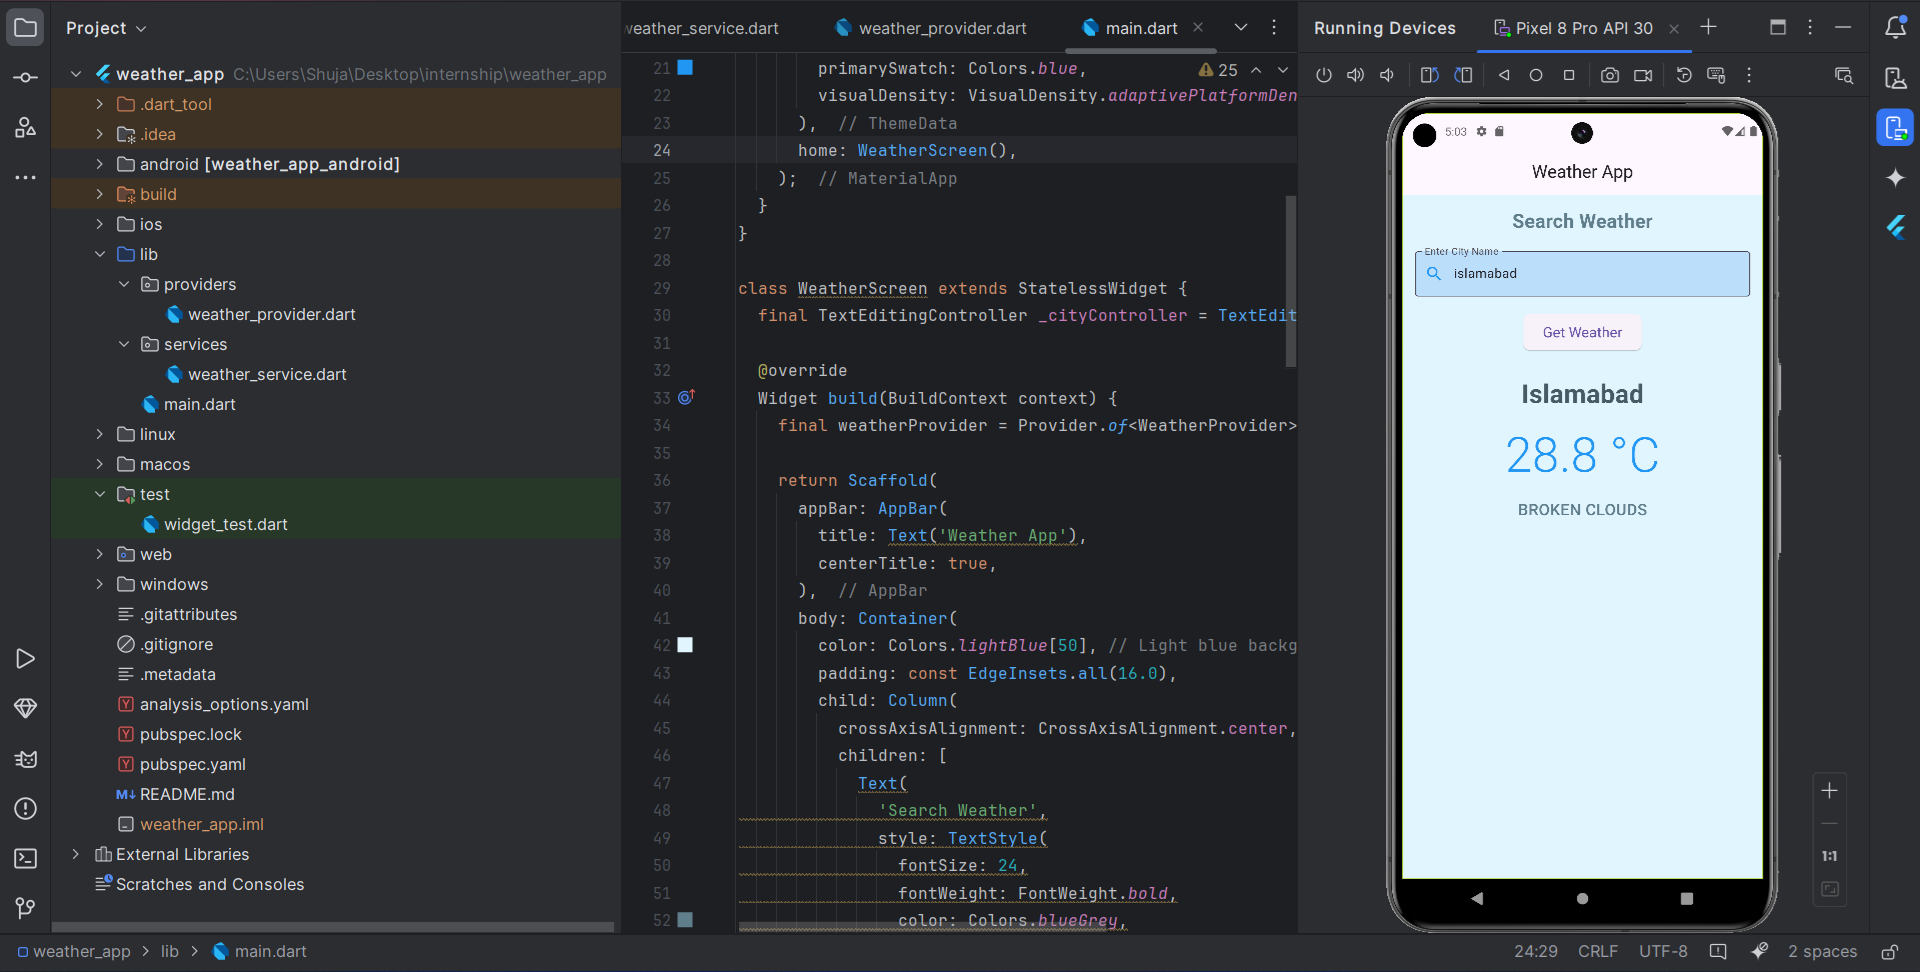 Project
weather_app C:\Users\Shuja\Desktop\internship\weather_app
.dart_tool
.idea
android [weather_app_android]
build
ios
lib
providers
weather_provider.dart
services
weather_service.dart
main.dart
linux
macos
test
widget_test.dart
web
windows
.gitattributes
.gitignore
.metadata
analysis_options.yaml
pubspec.lock
pubspec.yaml
M↓ README.md
weather_app.iml
External Libraries
Scratches and Consoles
weather_service.dart weather_provider.dart main.dart
25
21 primarySwatch: Colors.blue,
22 visualDensity: VisualDensity.adaptivePlatformDen
23 ), // ThemeData
24 home: WeatherScreen(),
25 ); // MaterialApp
26 }
27 }
28
29 class WeatherScreen extends StatelessWidget {
30 final TextEditingController _cityController = TextEdit
31
32 @override
33 Widget build(BuildContext context) {
34 final weatherProvider = Provider.of<WeatherProvider>
35
36 return Scaffold(
37 appBar: AppBar(
38 title: Text('Weather App'),
39 centerTitle: true,
40 ), // AppBar
41 body: Container(
42 color: Colors.lightBlue[50], // Light blue backg
43 padding: const EdgeInsets.all(16.0),
44 child: Column(
45 crossAxisAlignment: CrossAxisAlignment.center,
46 children: [
47 Text(
48 'Search Weather',
49 style: TextStyle(
50 fontSize: 24,
51 fontWeight: FontWeight.bold,
52 color: Colors.blueGrey,
Running Devices Pixel 8 Pro API 30
5:03
Weather App
Search Weather
Enter City Name
islamabad
Get Weather
Islamabad
28.8 °C
BROKEN CLOUDS
1:1
weather_app > lib > main.dart
24:29 CRLF UTF-8 2 spaces